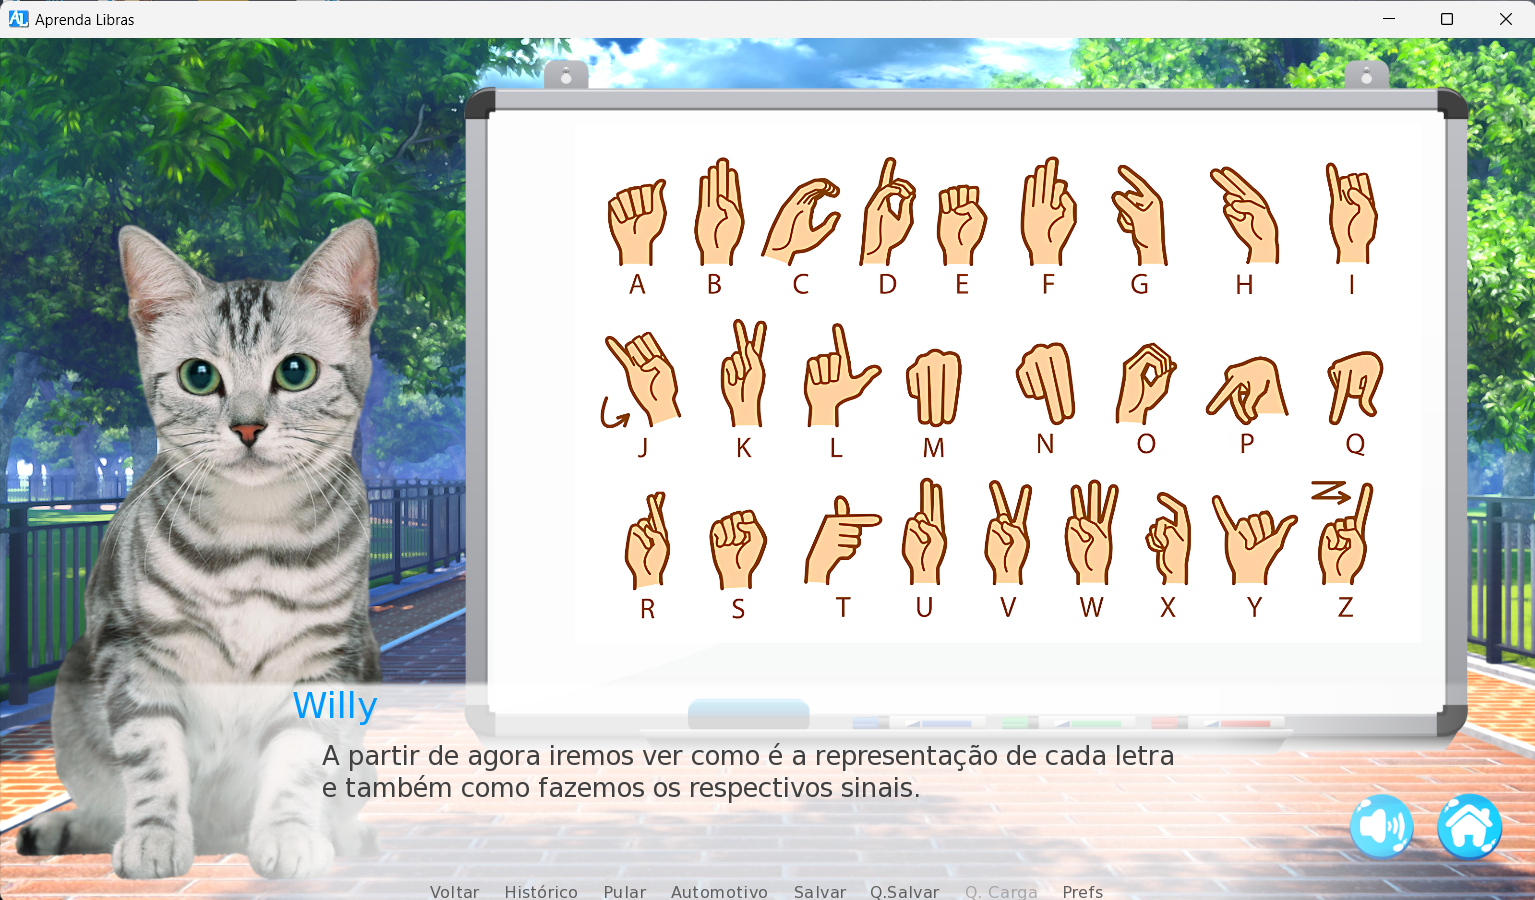 AL Aprenda Libras
A B C D E F G H I
J K L M N O P Q
R S T U V W X Y Z
Willy
A partir de agora iremos ver como é a representação de cada letra
e também como fazemos os respectivos sinais.
Voltar Histórico Pular Automotivo Salvar Q.Salvar Q. Carga Prefs